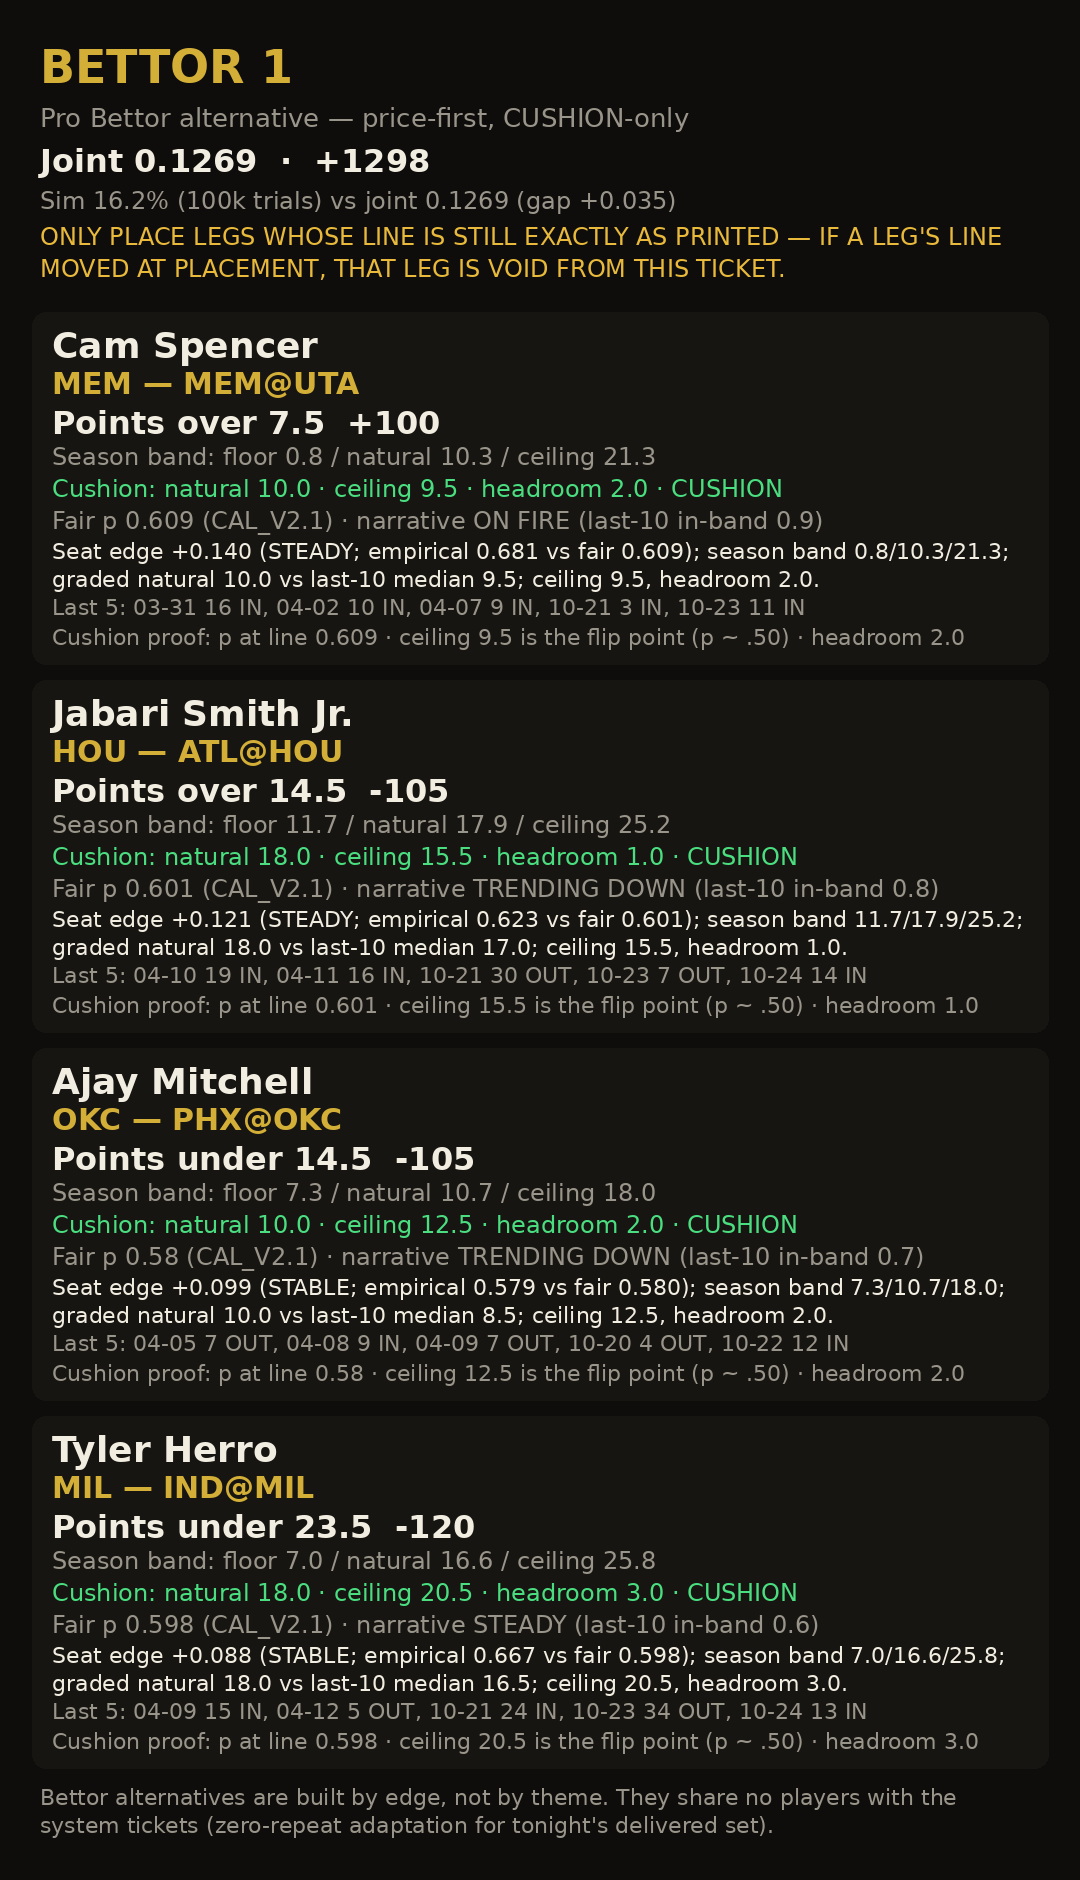 BETTOR 1
Pro Bettor alternative — price-first, CUSHION-only
Joint 0.1269 · +1298
Sim 16.2% (100k trials) vs joint 0.1269 (gap +0.035)
ONLY PLACE LEGS WHOSE LINE IS STILL EXACTLY AS PRINTED — IF A LEG'S LINE
MOVED AT PLACEMENT, THAT LEG IS VOID FROM THIS TICKET.
Cam Spencer
MEM — MEM@UTA
Points over 7.5 +100
Season band: floor 0.8 / natural 10.3 / ceiling 21.3
Cushion: natural 10.0 · ceiling 9.5 · headroom 2.0 · CUSHION
Fair p 0.609 (CAL_V2.1) · narrative ON FIRE (last-10 in-band 0.9)
Seat edge +0.140 (STEADY; empirical 0.681 vs fair 0.609); season band 0.8/10.3/21.3;
graded natural 10.0 vs last-10 median 9.5; ceiling 9.5, headroom 2.0.
Last 5: 03-31 16 IN, 04-02 10 IN, 04-07 9 IN, 10-21 3 IN, 10-23 11 IN
Cushion proof: p at line 0.609 · ceiling 9.5 is the flip point (p ~ .50) · headroom 2.0
Jabari Smith Jr.
HOU — ATL@HOU
Points over 14.5 -105
Season band: floor 11.7 / natural 17.9 / ceiling 25.2
Cushion: natural 18.0 · ceiling 15.5 · headroom 1.0 · CUSHION
Fair p 0.601 (CAL_V2.1) · narrative TRENDING DOWN (last-10 in-band 0.8)
Seat edge +0.121 (STEADY; empirical 0.623 vs fair 0.601); season band 11.7/17.9/25.2;
graded natural 18.0 vs last-10 median 17.0; ceiling 15.5, headroom 1.0.
Last 5: 04-10 19 IN, 04-11 16 IN, 10-21 30 OUT, 10-23 7 OUT, 10-24 14 IN
Cushion proof: p at line 0.601 · ceiling 15.5 is the flip point (p ~ .50) · headroom 1.0
Ajay Mitchell
OKC — PHX@OKC
Points under 14.5 -105
Season band: floor 7.3 / natural 10.7 / ceiling 18.0
Cushion: natural 10.0 · ceiling 12.5 · headroom 2.0 · CUSHION
Fair p 0.58 (CAL_V2.1) · narrative TRENDING DOWN (last-10 in-band 0.7)
Seat edge +0.099 (STABLE; empirical 0.579 vs fair 0.580); season band 7.3/10.7/18.0;
graded natural 10.0 vs last-10 median 8.5; ceiling 12.5, headroom 2.0.
Last 5: 04-05 7 OUT, 04-08 9 IN, 04-09 7 OUT, 10-20 4 OUT, 10-22 12 IN
Cushion proof: p at line 0.58 · ceiling 12.5 is the flip point (p ~ .50) · headroom 2.0
Tyler Herro
MIL — IND@MIL
Points under 23.5 -120
Season band: floor 7.0 / natural 16.6 / ceiling 25.8
Cushion: natural 18.0 · ceiling 20.5 · headroom 3.0 · CUSHION
Fair p 0.598 (CAL_V2.1) · narrative STEADY (last-10 in-band 0.6)
Seat edge +0.088 (STABLE; empirical 0.667 vs fair 0.598); season band 7.0/16.6/25.8;
graded natural 18.0 vs last-10 median 16.5; ceiling 20.5, headroom 3.0.
Last 5: 04-09 15 IN, 04-12 5 OUT, 10-21 24 IN, 10-23 34 OUT, 10-24 13 IN
Cushion proof: p at line 0.598 · ceiling 20.5 is the flip point (p ~ .50) · headroom 3.0
Bettor alternatives are built by edge, not by theme. They share no players with the
system tickets (zero-repeat adaptation for tonight's delivered set).